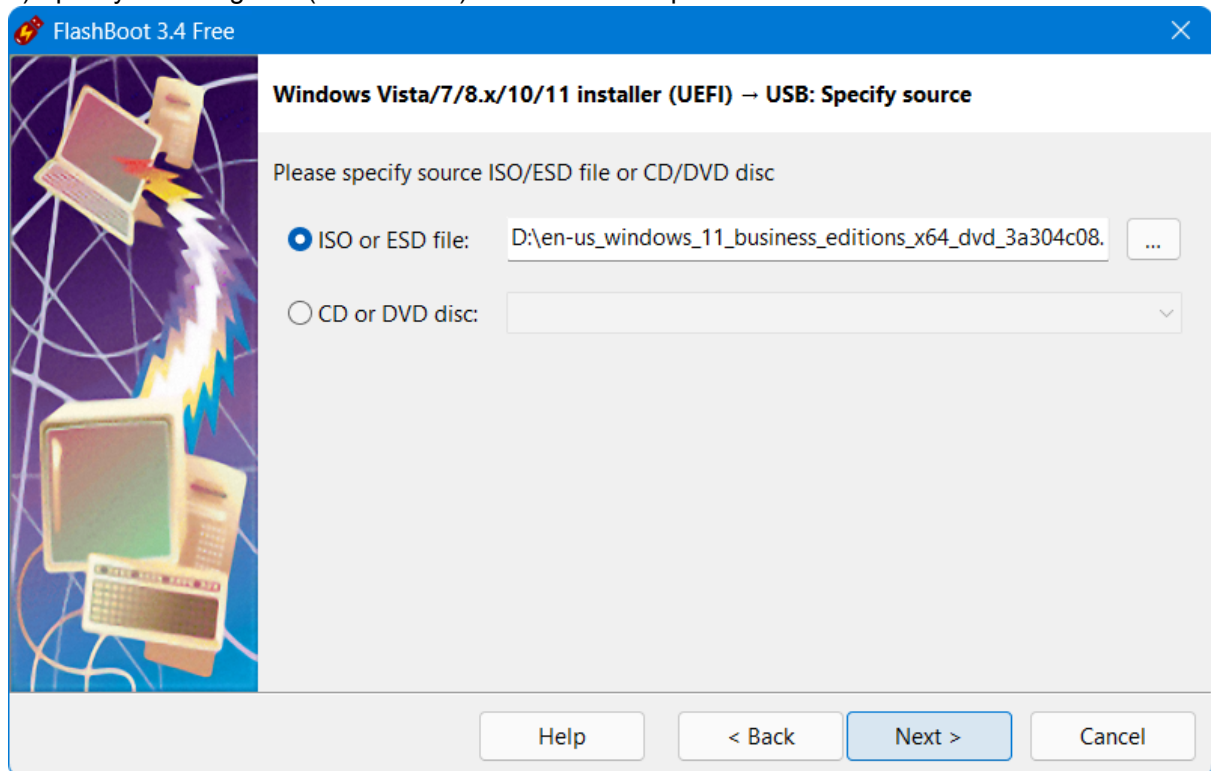 FlashBoot 3.4 Free
Windows Vista/7/8.x/10/11 installer (UEFI) → USB: Specify source
Please specify source ISO/ESD file or CD/DVD disc
ISO or ESD file: D:\en-us_windows_11_business_editions_x64_dvd_3a304c08. ...
CD or DVD disc:
Help < Back Next > Cancel